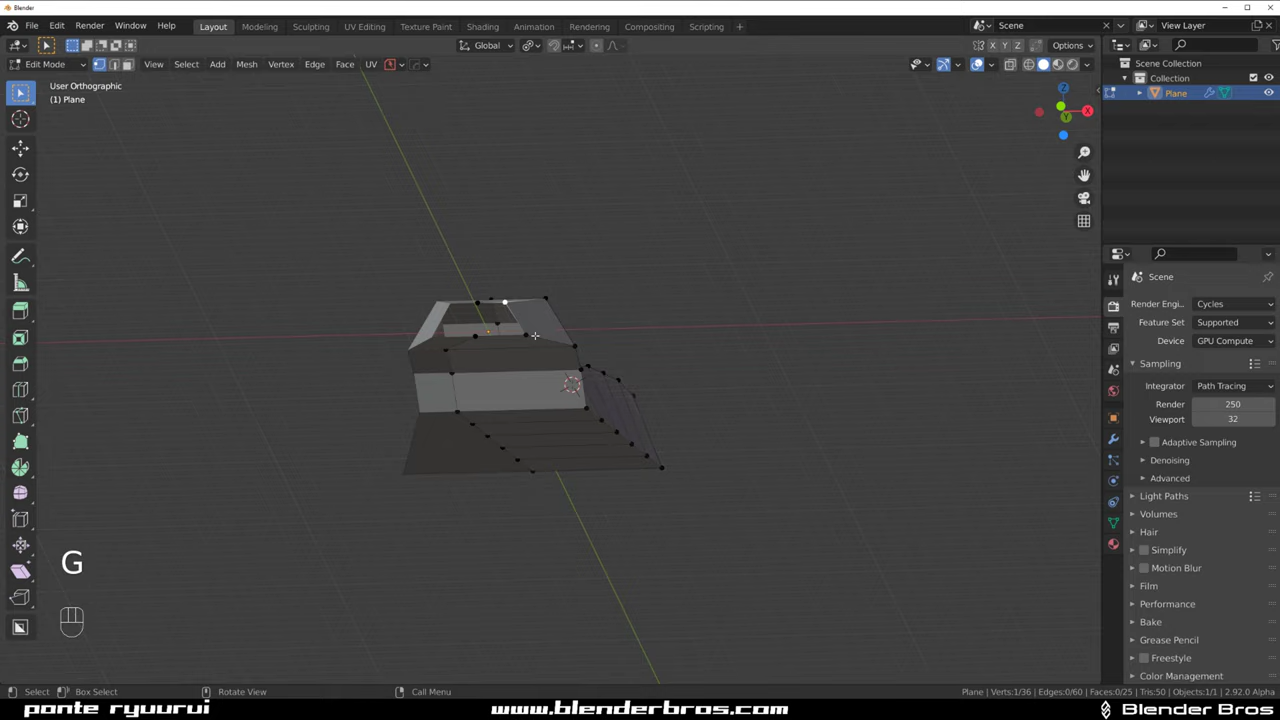 Blender
File Edit Render Window Help Layout Modeling Sculpting UV Editing Texture Paint Shading Animation Rendering Compositing Scripting + Scene View Layer
Global X Y Z Options
Edit Mode View Select Add Mesh Vertex Edge Face UV
User Orthographic
(1) Plane
Scene Collection
Collection
Plane
X
Y
Z
Scene
Render Engi.. Cycles
Feature Set Supported
Device GPU Compute
Sampling
Integrator Path Tracing
Render 250
Viewport 32
Adaptive Sampling
Denoising
Advanced
Light Paths
Volumes
Hair
Simplify
Motion Blur
Film
Performance
Bake
Grease Pencil
Freestyle
Color Management
G
Select Box Select Rotate View Call Menu Plane | Verts:1/36 | Edges:0/60 | Faces:0/25 | Tris:50 | Objects:1/1 | 2.92.0 Alpha
ponte ryuurui www.blenderbros.com Blender Bros